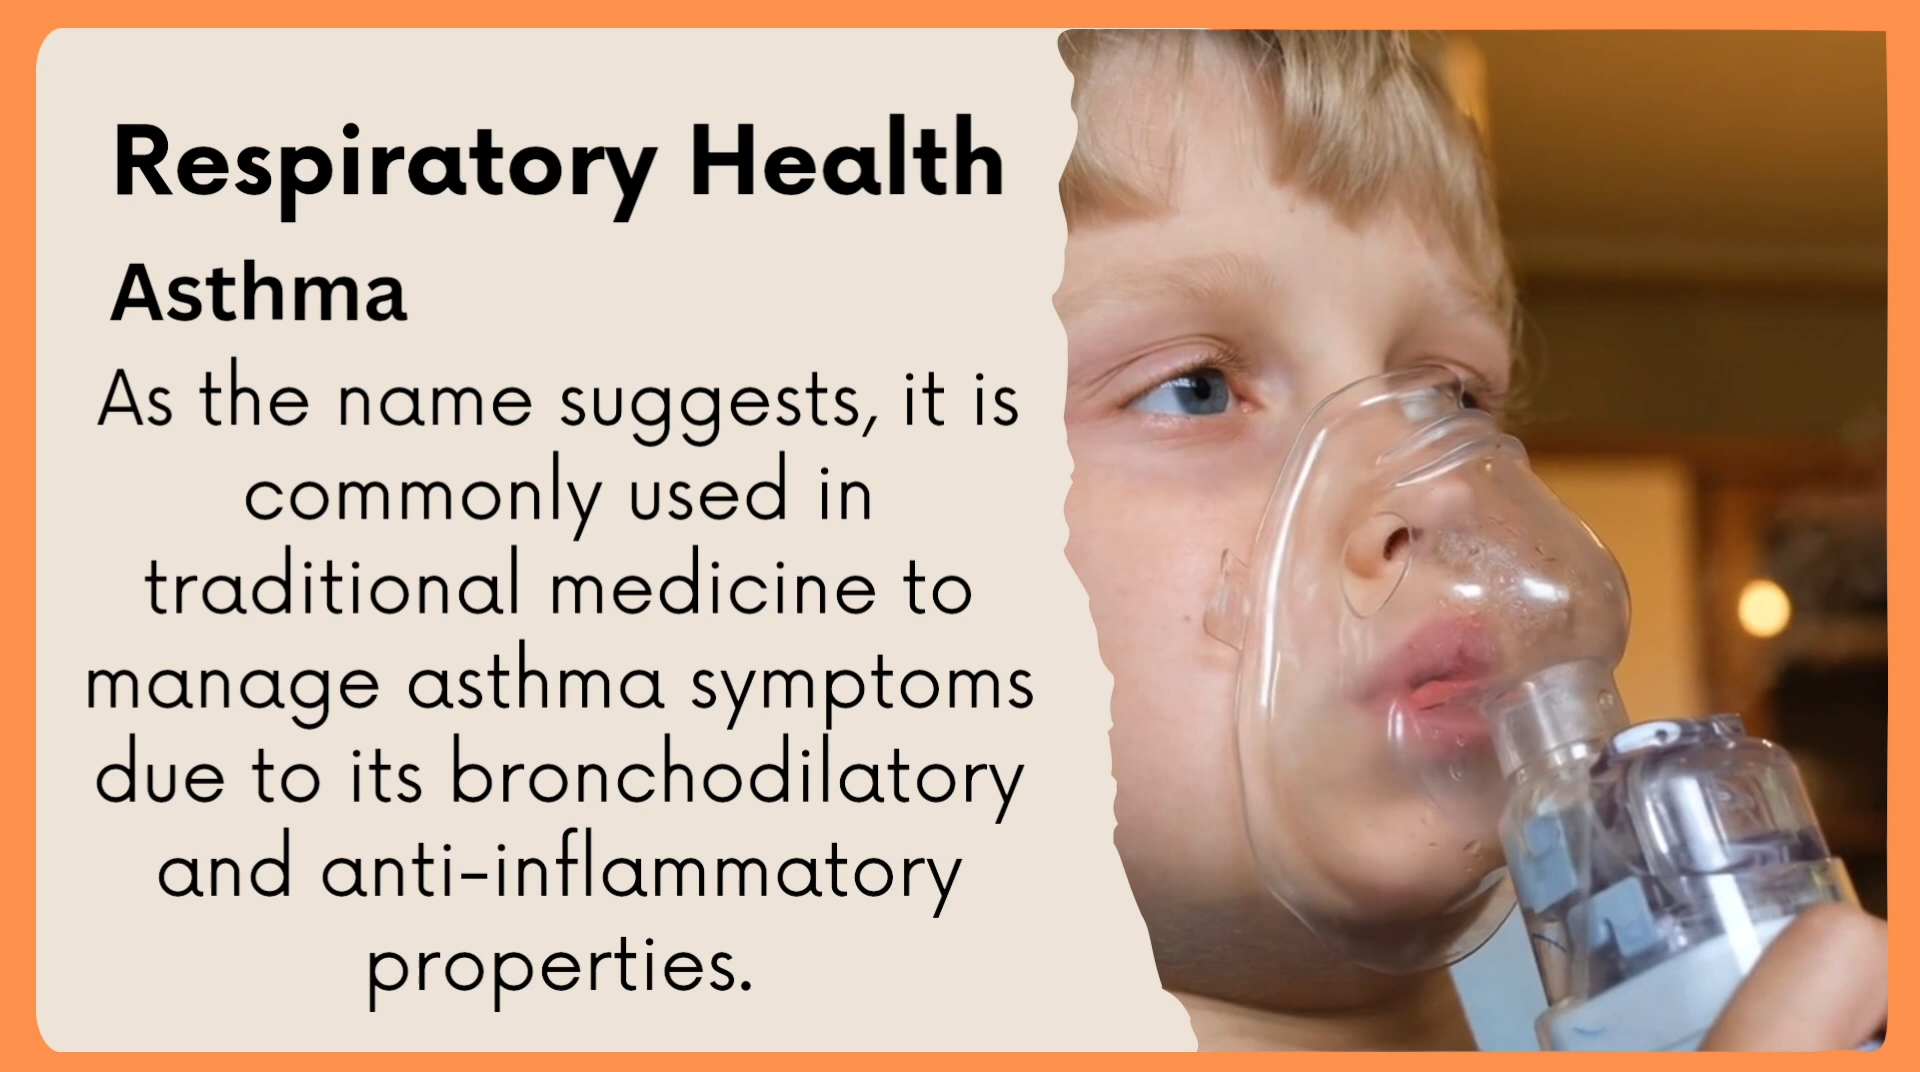 Respiratory Health
Asthma
As the name suggests, it is
commonly used in
traditional medicine to
manage asthma symptoms
due to its bronchodilatory
and anti-inflammatory
properties.